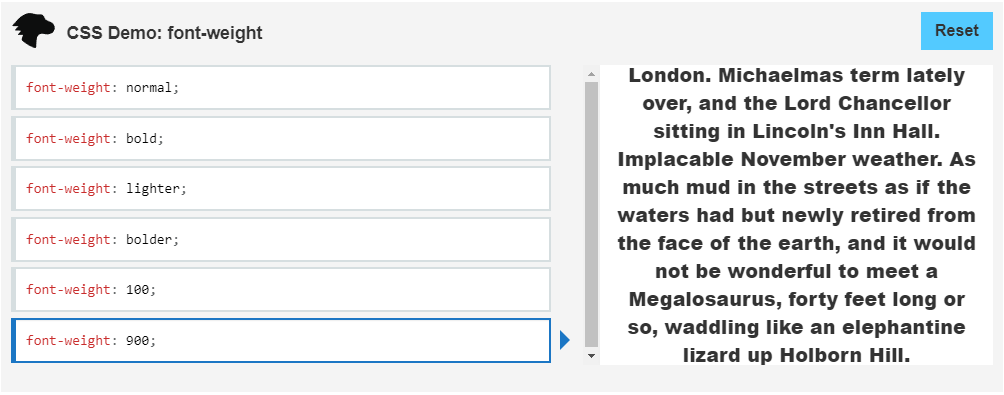 CSS Demo: font-weight
Reset
font-weight: normal;
font-weight: bold;
font-weight: lighter;
font-weight: bolder;
font-weight: 100;
font-weight: 900;
London. Michaelmas term lately
over, and the Lord Chancellor
sitting in Lincoln's Inn Hall.
Implacable November weather. As
much mud in the streets as if the
waters had but newly retired from
the face of the earth, and it would
not be wonderful to meet a
Megalosaurus, forty feet long or
so, waddling like an elephantine
lizard up Holborn Hill.